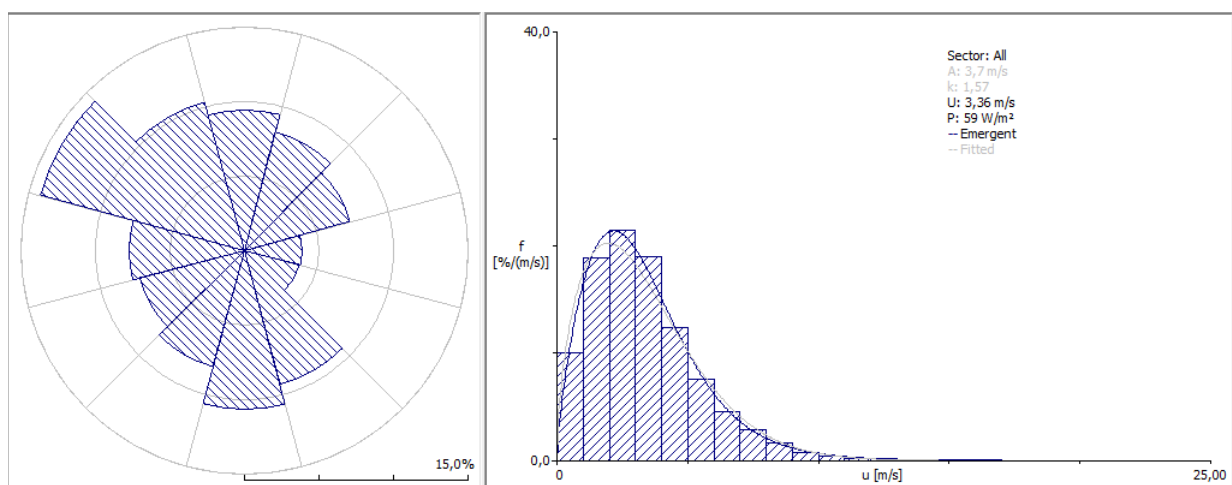 15,0%
40,0
f
[%/(m/s)]
0,0
0
u [m/s]
25,00
Sector: All
A: 3,7 m/s
k: 1,57
U: 3,36 m/s
P: 59 W/m²
-- Emergent
-- Fitted